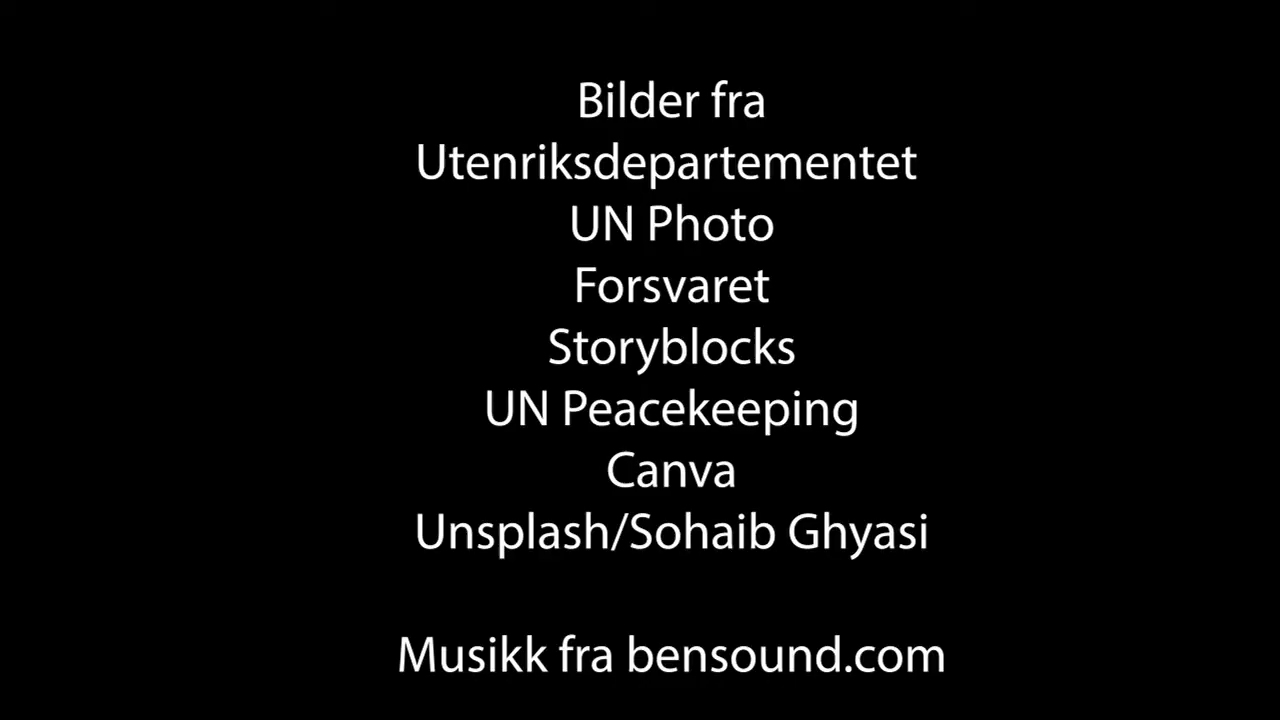 Bilder fra
Utenriksdepartementet
UN Photo
Forsvaret
Storyblocks
UN Peacekeeping
Canva
Unsplash/Sohaib Ghyasi
Musikk fra bensound.com